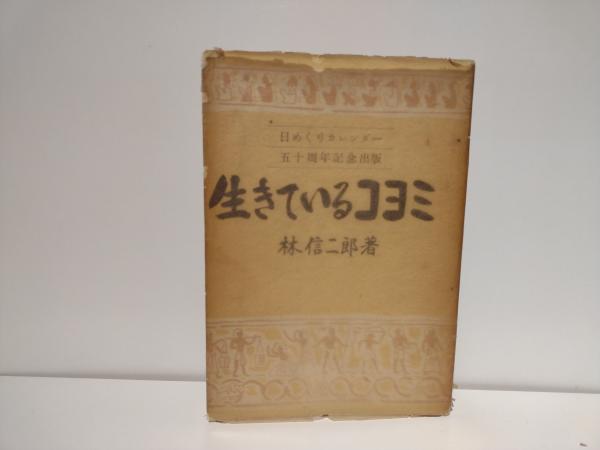 日めくりカレンダー
五十周年記念出版
生きているコヨミ
林信二郎著